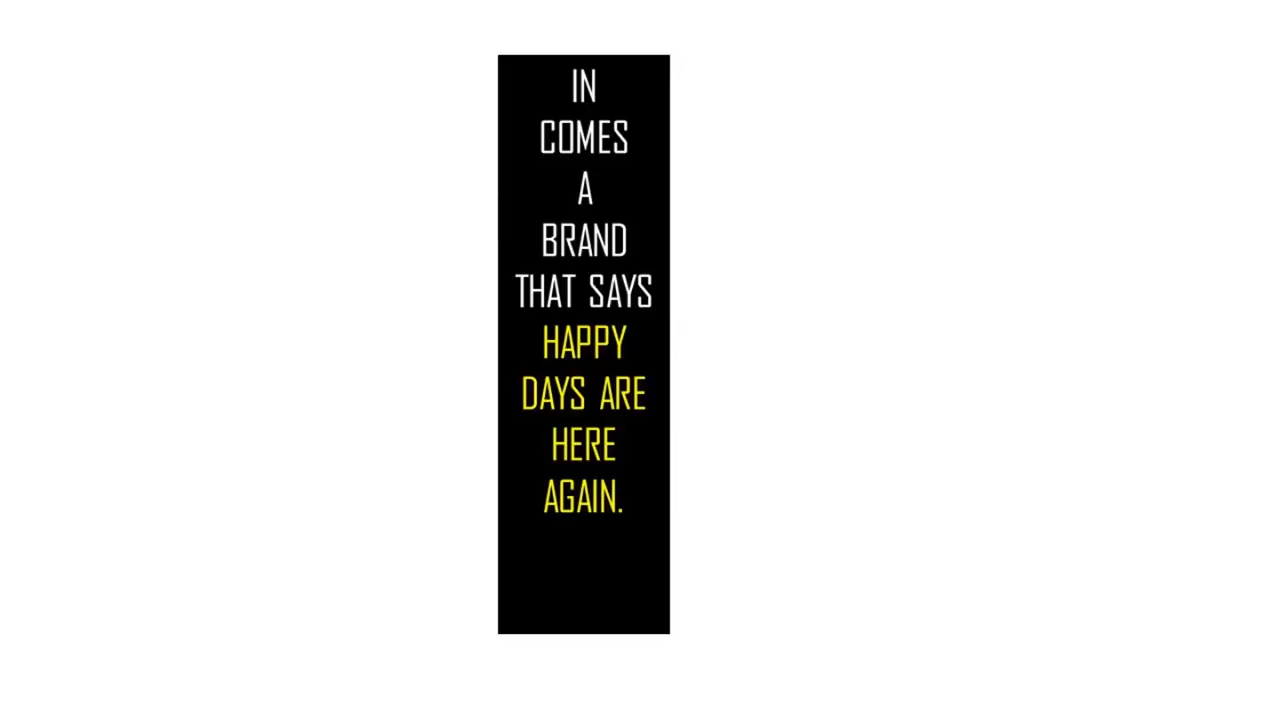 IN
COMES
A
BRAND
THAT SAYS
HAPPY
DAYS ARE
HERE
AGAIN.